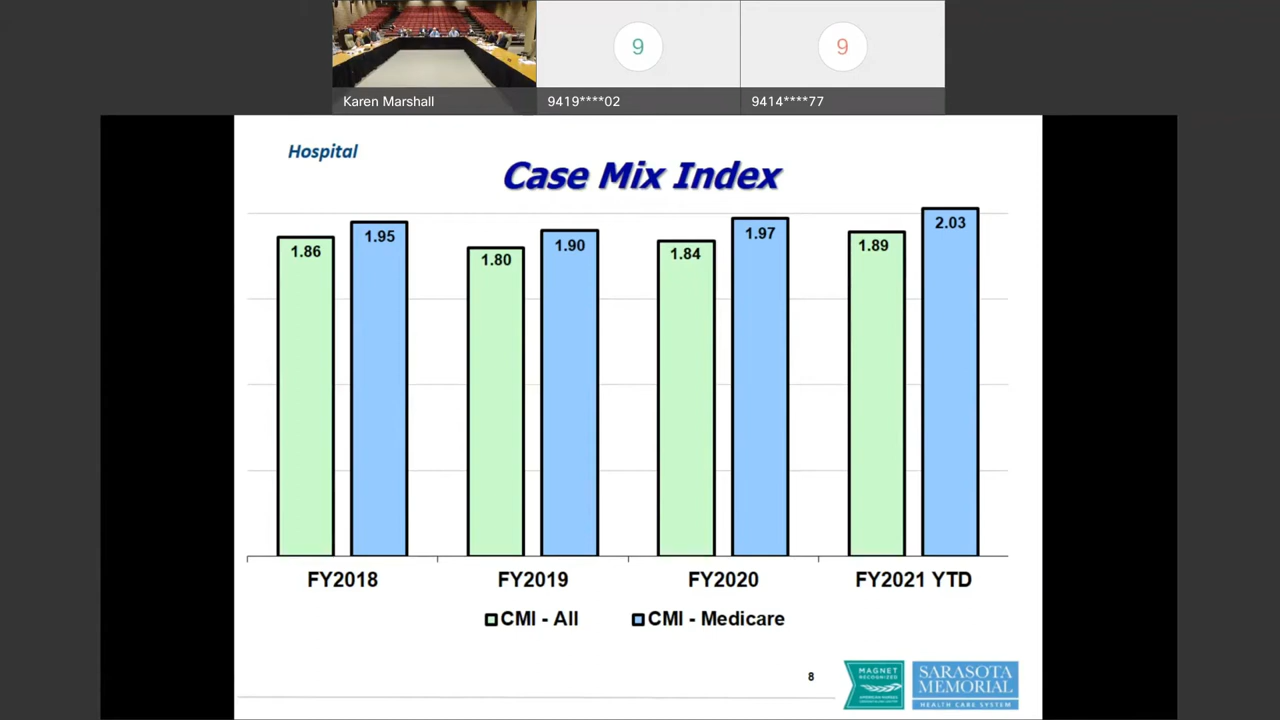 9
9
Karen Marshall
9419****02
9414****77
Hospital
Case Mix Index
1.86
1.95
1.80
1.90
1.84
1.97
1.89
2.03
FY2018
FY2019
FY2020
FY2021 YTD
CMI - All
CMI - Medicare
8
MAGNET
RECOGNIZED
SARASOTA
MEMORIAL
HEALTH CARE SYSTEM